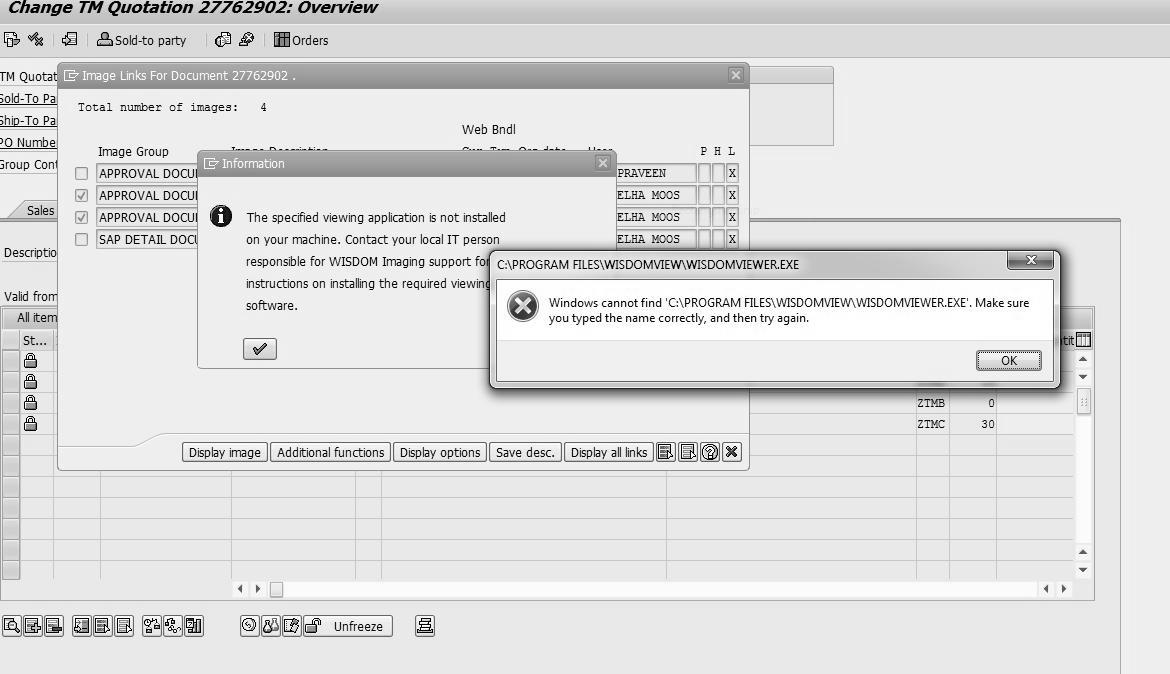 Change TM Quotation 27762902: Overview
Sold-to party Orders
TM Quotat
Sold-To Pa
Ship-To Pa
PO Numbe
Group Cont
Sales
Descriptio
Valid from
All item
St...
Image Links For Document 27762902 .
Total number of images: 4
Web Bndl
Image Group Image Description Org date User P H L
APPROVAL DOCU PRAVEEN X
APPROVAL DOCU ELHA MOOS X
APPROVAL DOCU ELHA MOOS X
SAP DETAIL DOCU ELHA MOOS X
Information
The specified viewing application is not installed
on your machine. Contact your local IT person
responsible for WISDOM Imaging support for
instructions on installing the required viewing
software.
C:\PROGRAM FILES\WISDOMVIEW\WISDOMVIEWER.EXE
Windows cannot find 'C:\PROGRAM FILES\WISDOMVIEW\WISDOMVIEWER.EXE'. Make sure
you typed the name correctly, and then try again.
OK
ZTMB 0
ZTMC 30
Display image Additional functions Display options Save desc. Display all links
Unfreeze